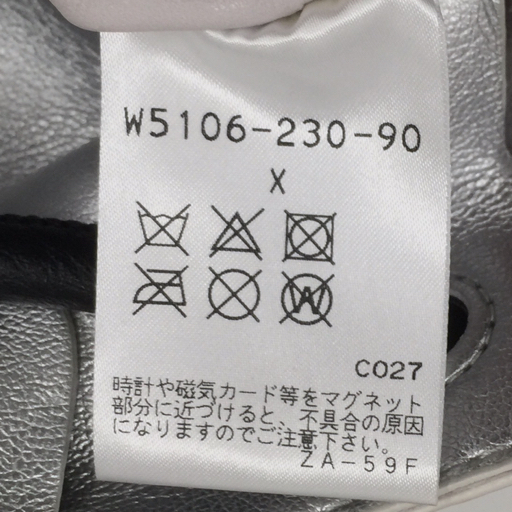 W5106-230-90
X
W
C027
時計や磁気カード等をマグネット
部分に近づけると、不具合の原因
になりますのでご注意下さい。
ZA-59F